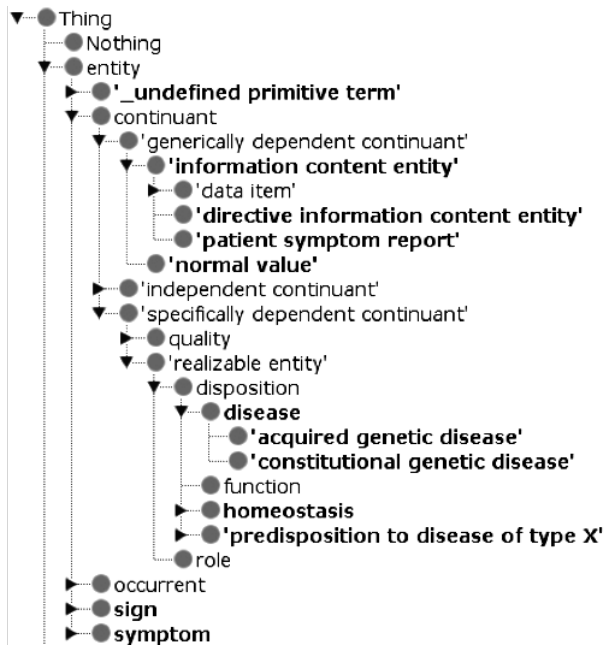 Thing
Nothing
entity
'_undefined primitive term'
continuant
'generically dependent continuant'
'information content entity'
'data item'
'directive information content entity'
'patient symptom report'
'normal value'
'independent continuant'
'specifically dependent continuant'
quality
'realizable entity'
disposition
disease
'acquired genetic disease'
'constitutional genetic disease'
function
homeostasis
'predisposition to disease of type X'
role
occurrent
sign
symptom